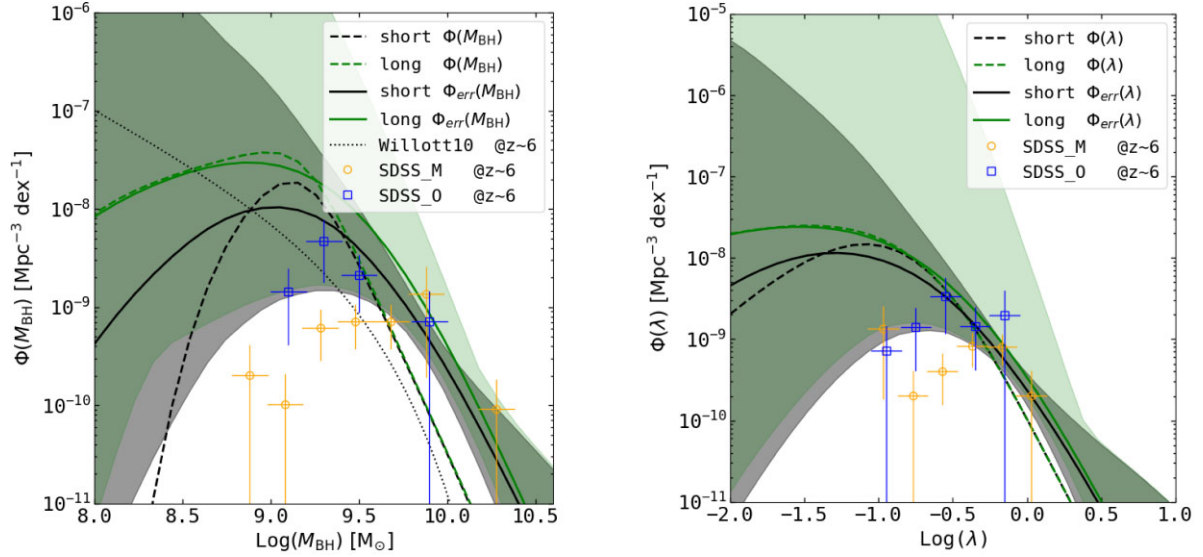 10⁻⁶
10⁻⁷
10⁻⁸
10⁻⁹
10⁻¹⁰
10⁻¹¹
Φ(M_BH) [Mpc⁻³ dex⁻¹]
short Φ(M_BH)
long Φ(M_BH)
short Φ_err(M_BH)
long Φ_err(M_BH)
Willott10 @z~6
SDSS_M @z~6
SDSS_O @z~6
8.0 8.5 9.0 9.5 10.0 10.5
Log(M_BH) [M_⊙]
10⁻⁵
10⁻⁶
10⁻⁷
10⁻⁸
10⁻⁹
10⁻¹⁰
10⁻¹¹
Φ(λ) [Mpc⁻³ dex⁻¹]
short Φ(λ)
long Φ(λ)
short Φ_err(λ)
long Φ_err(λ)
SDSS_M @z~6
SDSS_O @z~6
−2.0 −1.5 −1.0 −0.5 0.0 0.5 1.0
Log(λ)